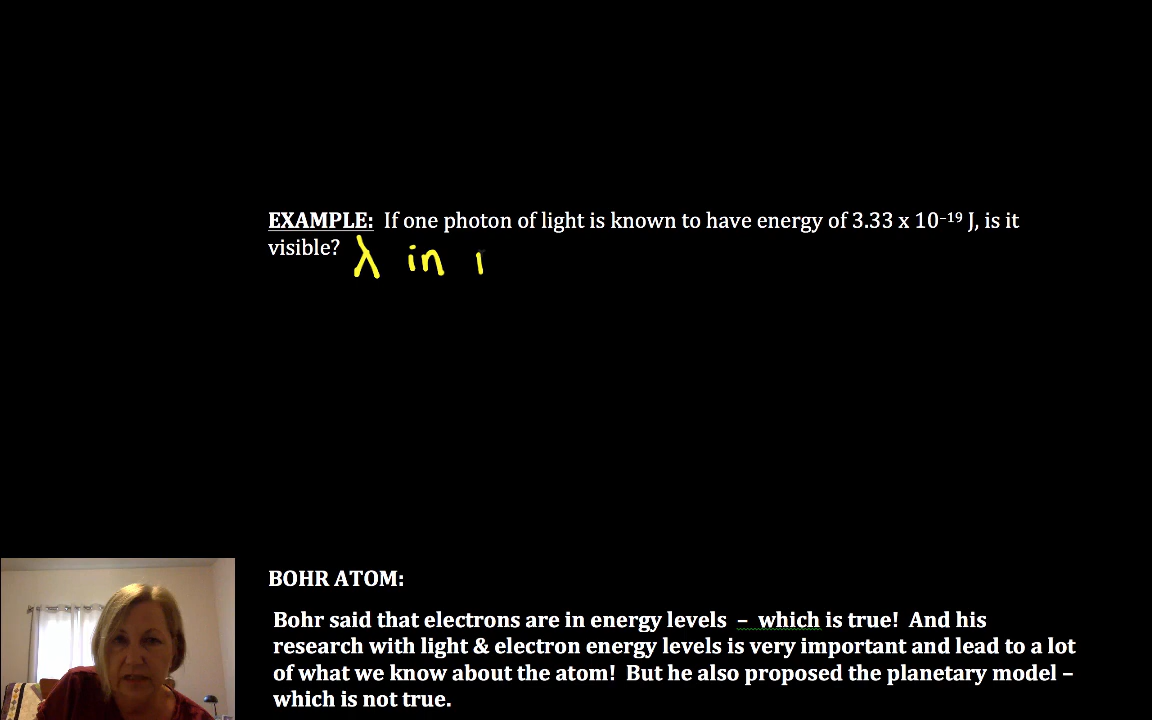 EXAMPLE: If one photon of light is known to have energy of 3.33 x 10⁻¹⁹ J, is it
visible? λ in
BOHR ATOM:
Bohr said that electrons are in energy levels – which is true! And his
research with light & electron energy levels is very important and lead to a lot
of what we know about the atom! But he also proposed the planetary model –
which is not true.